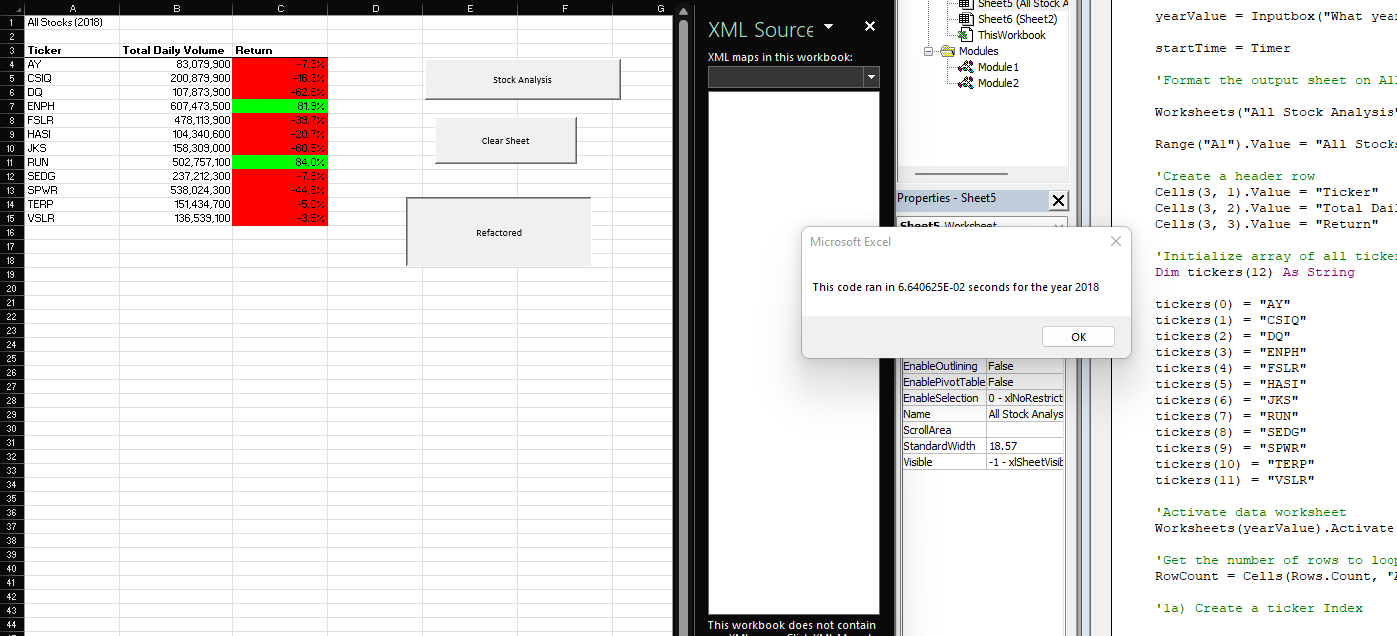 A B C D E F G
1 All Stocks (2018)
2
3 Ticker Total Daily Volume Return
4 AY 83,079,900 -7.3%
5 CSIQ 200,879,900 -16.3%
6 DQ 107,873,900 -62.6%
7 ENPH 607,473,500 81.9%
8 FSLR 478,113,900 -39.7%
9 HASI 104,340,600 -20.7%
10 JKS 158,309,000 -60.5%
11 RUN 502,757,100 84.0%
12 SEDG 237,212,300 -7.8%
13 SPWR 538,024,300 -44.6%
14 TERP 151,434,700 -5.0%
15 VSLR 136,539,100 -3.5%
16
17
18
19
20
21
22
23
24
25
26
27
28
29
30
31
32
33
34
35
36
37
38
39
40
41
42
43
44
Stock Analysis
Clear Sheet
Refactored
XML Source
XML maps in this workbook:
This workbook does not contain
Sheet5 (All Stock A
Sheet6 (Sheet2)
ThisWorkbook
Modules
Module1
Module2
Properties - Sheet5
Sheet5 Worksheet
Microsoft Excel
This code ran in 6.640625E-02 seconds for the year 2018
OK
EnableOutlining False
EnablePivotTable False
EnableSelection 0 - xlNoRestrict
Name All Stock Analys
ScrollArea
StandardWidth 18.57
Visible -1 - xlSheetVisib
yearValue = Inputbox("What yea
startTime = Timer
'Format the output sheet on Al
Worksheets("All Stock Analysis"
Range("A1").Value = "All Stocks
'Create a header row
Cells(3, 1).Value = "Ticker"
Cells(3, 2).Value = "Total Dai
Cells(3, 3).Value = "Return"
'Initialize array of all ticke
Dim tickers(12) As String
tickers(0) = "AY"
tickers(1) = "CSIQ"
tickers(2) = "DQ"
tickers(3) = "ENPH"
tickers(4) = "FSLR"
tickers(5) = "HASI"
tickers(6) = "JKS"
tickers(7) = "RUN"
tickers(8) = "SEDG"
tickers(9) = "SPWR"
tickers(10) = "TERP"
tickers(11) = "VSLR"
'Activate data worksheet
Worksheets(yearValue).Activate
'Get the number of rows to loop
RowCount = Cells(Rows.Count, "A
'1a) Create a ticker Index